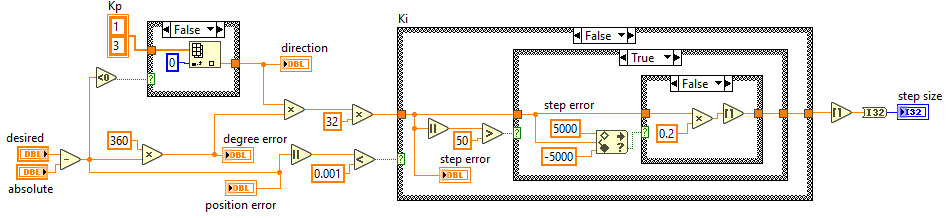 Kp
1
3
False
0
direction
DBL
<0
desired
DBL
absolute
DBL
360
degree error
DBL
position error
DBL
32
0.001
<
Ki
False
50
>
step error
DBL
True
step error
5000
-5000
?
False
0.2
I32
step size
I32